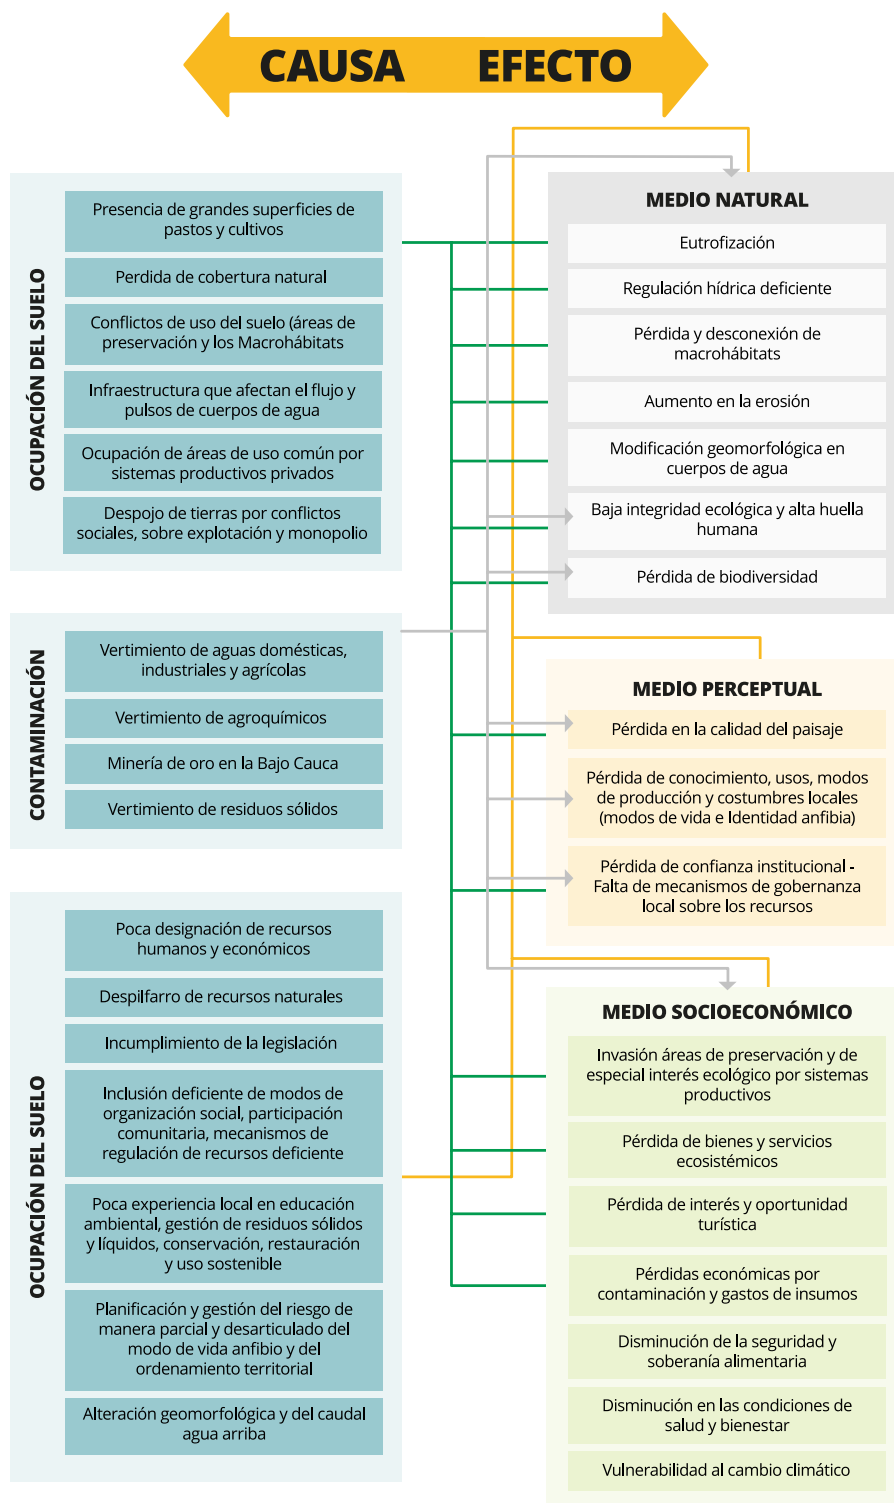 CAUSA EFECTO
OCUPACIÓN DEL SUELO
Presencia de grandes superficies de
pastos y cultivos
Perdida de cobertura natural
Conflictos de uso del suelo (áreas de
preservación y los Macrohábitats
Infraestructura que afectan el flujo y
pulsos de cuerpos de agua
Ocupación de áreas de uso común por
sistemas productivos privados
Despojo de tierras por conflictos
sociales, sobre explotación y monopolio
CONTAMINACIÓN
Vertimiento de aguas domésticas,
industriales y agrícolas
Vertimiento de agroquímicos
Minería de oro en la Bajo Cauca
Vertimiento de residuos sólidos
OCUPACIÓN DEL SUELO
Poca designación de recursos
humanos y económicos
Despilfarro de recursos naturales
Incumplimiento de la legislación
Inclusión deficiente de modos de
organización social, participación
comunitaria, mecanismos de
regulación de recursos deficiente
Poca experiencia local en educación
ambiental, gestión de residuos sólidos
y líquidos, conservación, restauración
y uso sostenible
Planificación y gestión del riesgo de
manera parcial y desarticulado del
modo de vida anfibio y del
ordenamiento territorial
Alteración geomorfológica y del caudal
agua arriba
MEDIO NATURAL
Eutrofización
Regulación hídrica deficiente
Pérdida y desconexión de
macrohábitats
Aumento en la erosión
Modificación geomorfológica en
cuerpos de agua
Baja integridad ecológica y alta huella
humana
Pérdida de biodiversidad
MEDIO PERCEPTUAL
Pérdida en la calidad del paisaje
Pérdida de conocimiento, usos, modos
de producción y costumbres locales
(modos de vida e Identidad anfibia)
Pérdida de confianza institucional -
Falta de mecanismos de gobernanza
local sobre los recursos
MEDIO SOCIOECONÓMICO
Invasión áreas de preservación y de
especial interés ecológico por sistemas
productivos
Pérdida de bienes y servicios
ecosistémicos
Pérdida de interés y oportunidad
turística
Pérdidas económicas por
contaminación y gastos de insumos
Disminución de la seguridad y
soberanía alimentaria
Disminución en las condiciones de
salud y bienestar
Vulnerabilidad al cambio climático